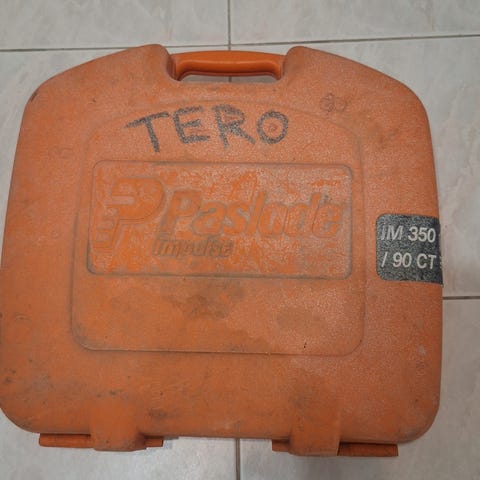 TERO
Paslode
impulse
IM 350
/ 90 CT